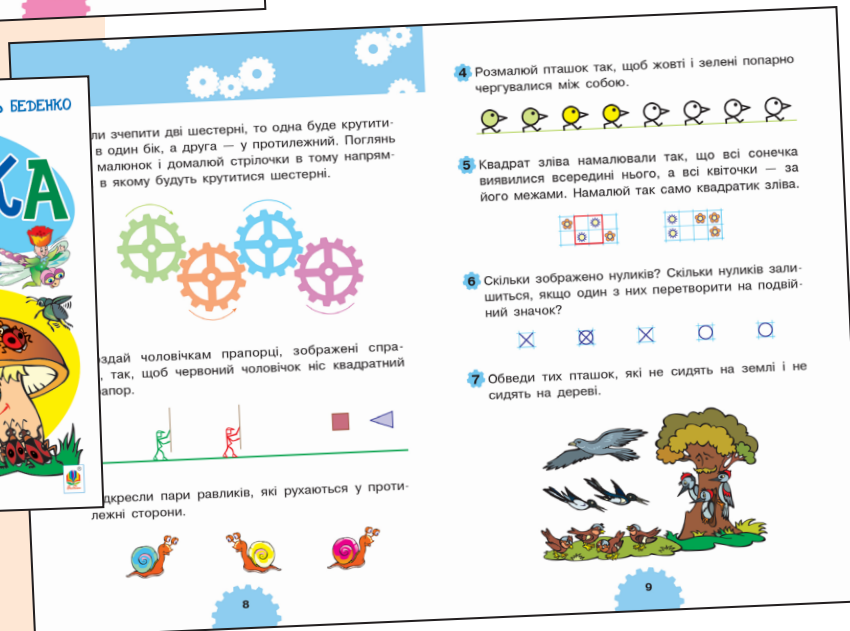 БЕДЕНКО
КА
ли зчепити дві шестерні, то одна буде крутити-
в один бік, а друга — у протилежний. Поглянь
малюнок і домалюй стрілочки в тому напрям-
в якому будуть крутитися шестерні.
здай чоловічкам прапорці, зображені спра-
, так, щоб червоний чоловічок ніс квадратний
апор.
дкресли пари равликів, які рухаються у проти-
лежні сторони.
8
4 Розмалюй пташок так, щоб жовті і зелені попарно
чергувалися між собою.
5 Квадрат зліва намалювали так, що всі сонечка
виявилися всередині нього, а всі квіточки — за
його межами. Намалюй так само квадратик зліва.
6 Скільки зображено нуликів? Скільки нуликів зали-
шиться, якщо один з них перетворити на подвій-
ний значок?
7 Обведи тих пташок, які не сидять на землі і не
сидять на дереві.
9